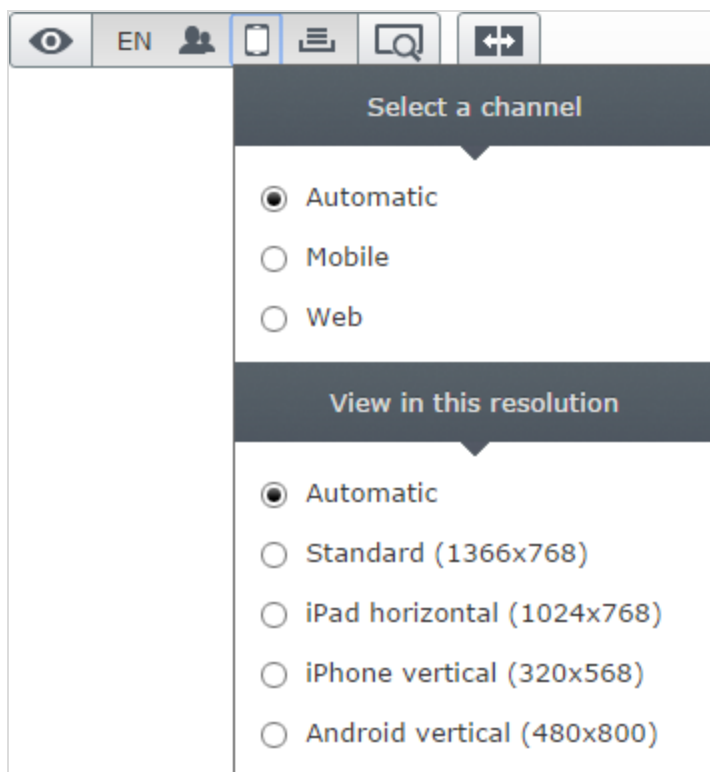 EN
Select a channel
Automatic
Mobile
Web
View in this resolution
Automatic
Standard (1366x768)
iPad horizontal (1024x768)
iPhone vertical (320x568)
Android vertical (480x800)